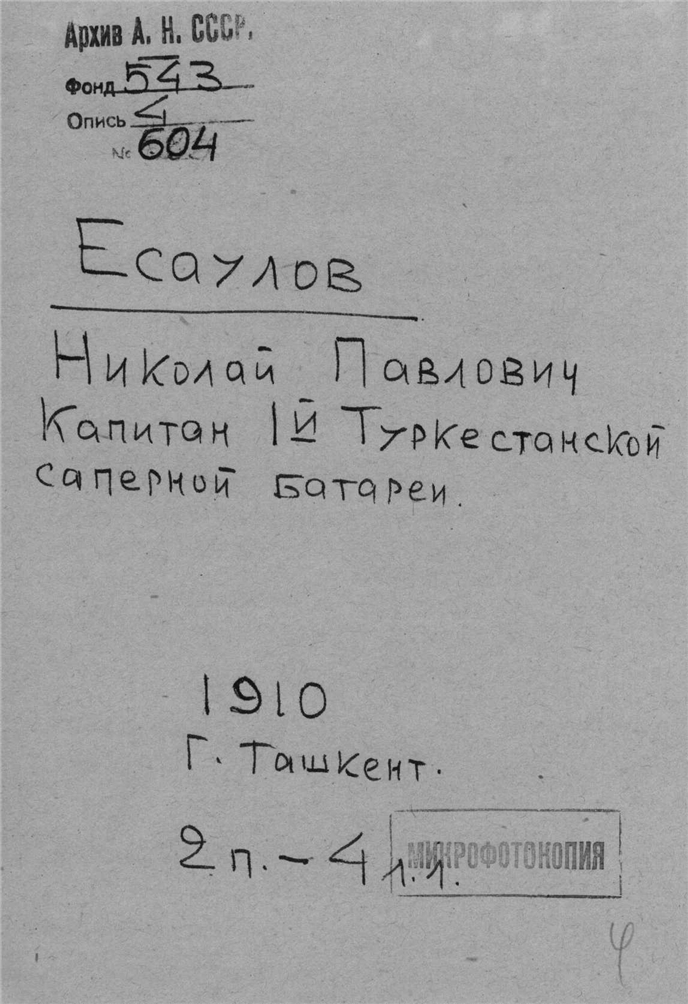 Архив А. Н. СССР.
Фонд 543
Опись 4
№ 604
Есаулов
Николай Павлович
Капитан 1й Туркестанской
саперной батареи.
1910
г. Ташкент.
2 п. – 4 л.л.
МИКРОФОТОКОПИЯ